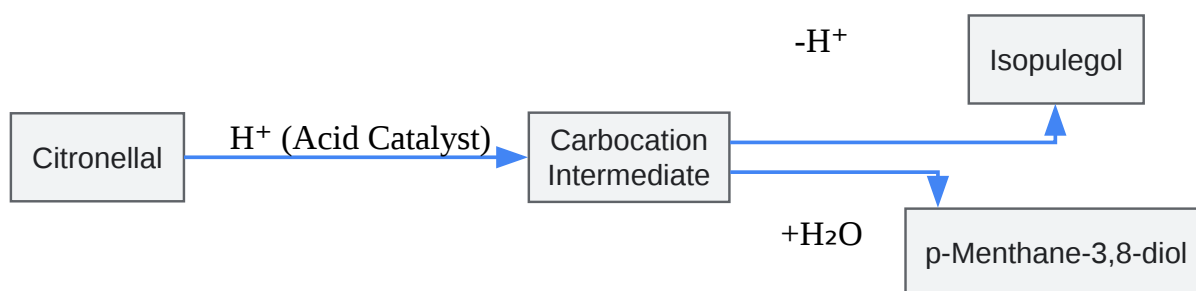 Citronellal
H⁺ (Acid Catalyst)
Carbocation
Intermediate
-H⁺
Isopulegol
+H₂O
p-Menthane-3,8-diol